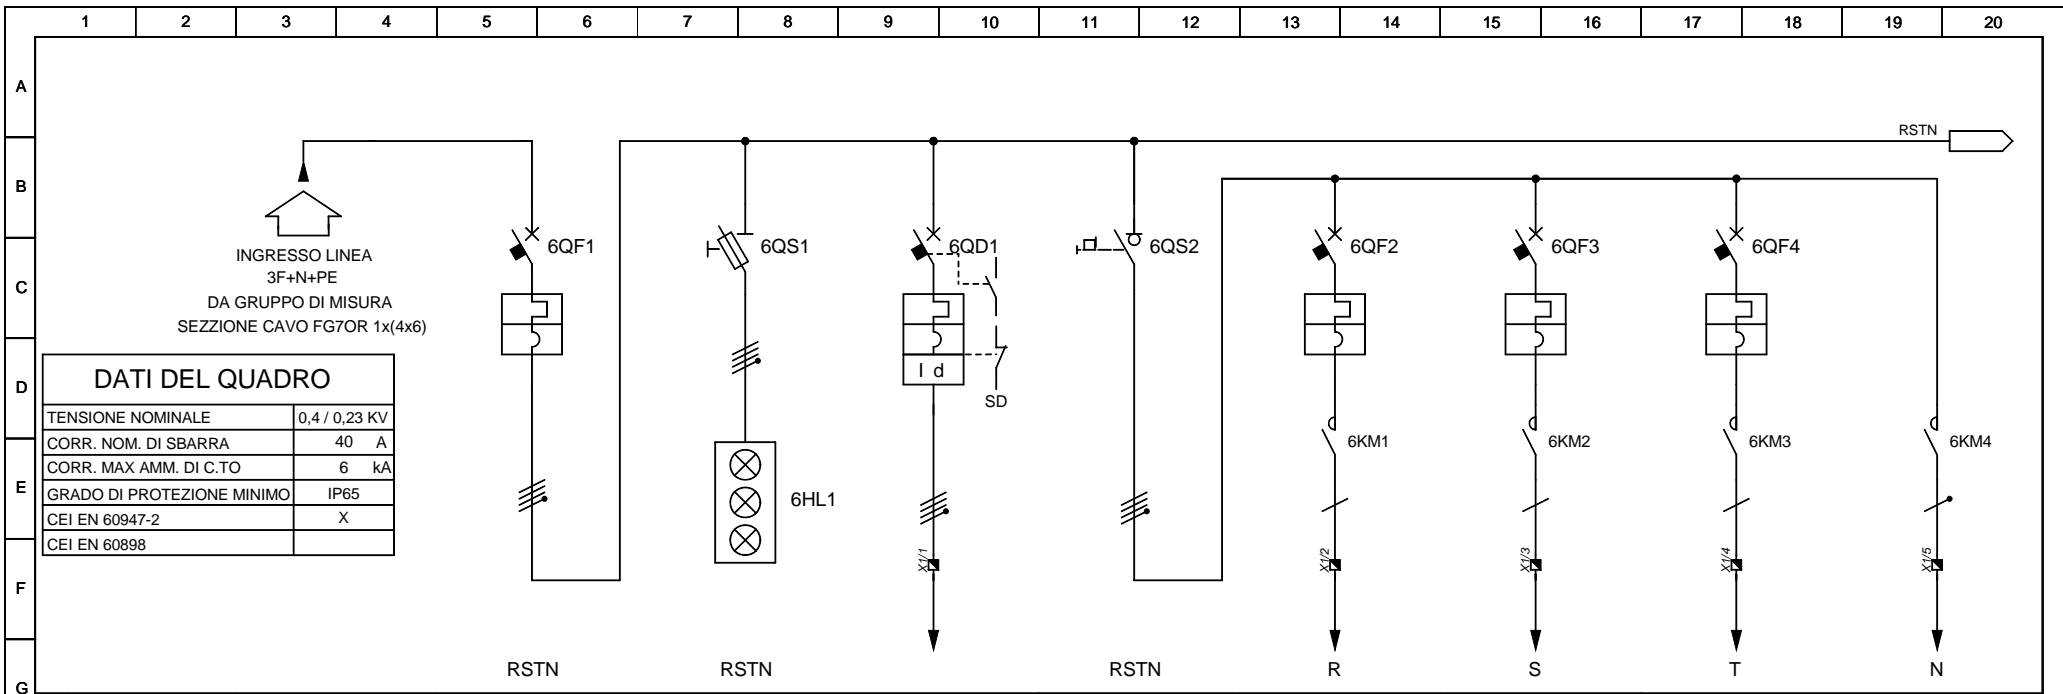 1 2 3 4 5 6 7 8 9 10 11 12 13 14 15 16 17 18 19 20
A
RSTN
B
6QF1 6QS1 6QD1 6QS2 6QF2 6QF3 6QF4
INGRESSO LINEA
3F+N+PE
C
DA GRUPPO DI MISURA
SEZZIONE CAVO FG7OR 1x(4x6)
I d
D
SD
DATI DEL QUADRO
TENSIONE NOMINALE 0,4 / 0,23 KV
CORR. NOM. DI SBARRA 40 A
CORR. MAX AMM. DI C.TO 6 kA
GRADO DI PROTEZIONE MINIMO IP65
CEI EN 60947-2 X
CEI EN 60898
6KM1 6KM2 6KM3 6KM4
E
6HL1
X1/1 X1/2 X1/3 X1/4 X1/5
F
RSTN RSTN RSTN R S T N
G